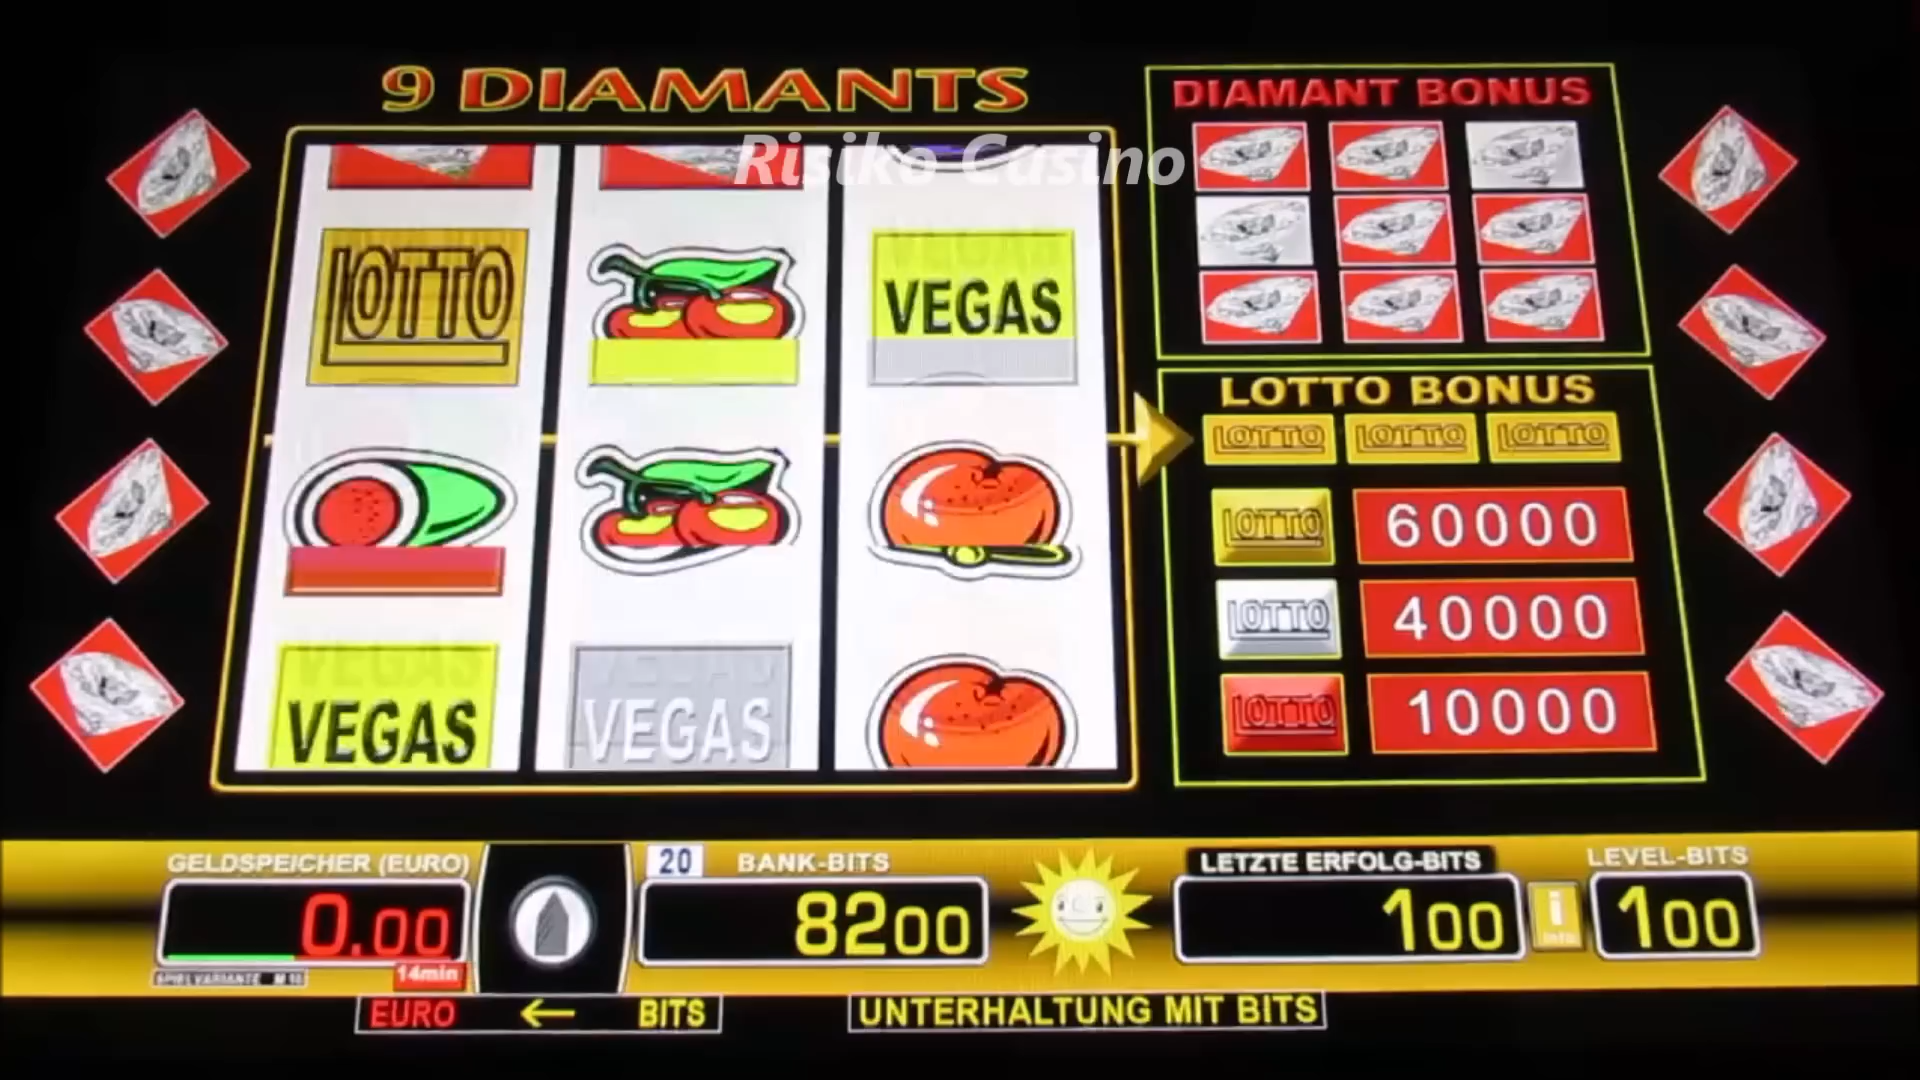 9 DIAMANTS
Risiko Casino
DIAMANT BONUS
LOTTO
VEGAS
LOTTO BONUS
LOTTO LOTTO LOTTO
LOTTO 60000
LOTTO 40000
LOTTO 10000
VEGAS
VEGAS
GELDSPEICHER (EURO)
0.00
14min
20
BANK-BITS
8200
LETZTE ERFOLG-BITS
100
i
info
LEVEL-BITS
100
EURO ← BITS
UNTERHALTUNG MIT BITS